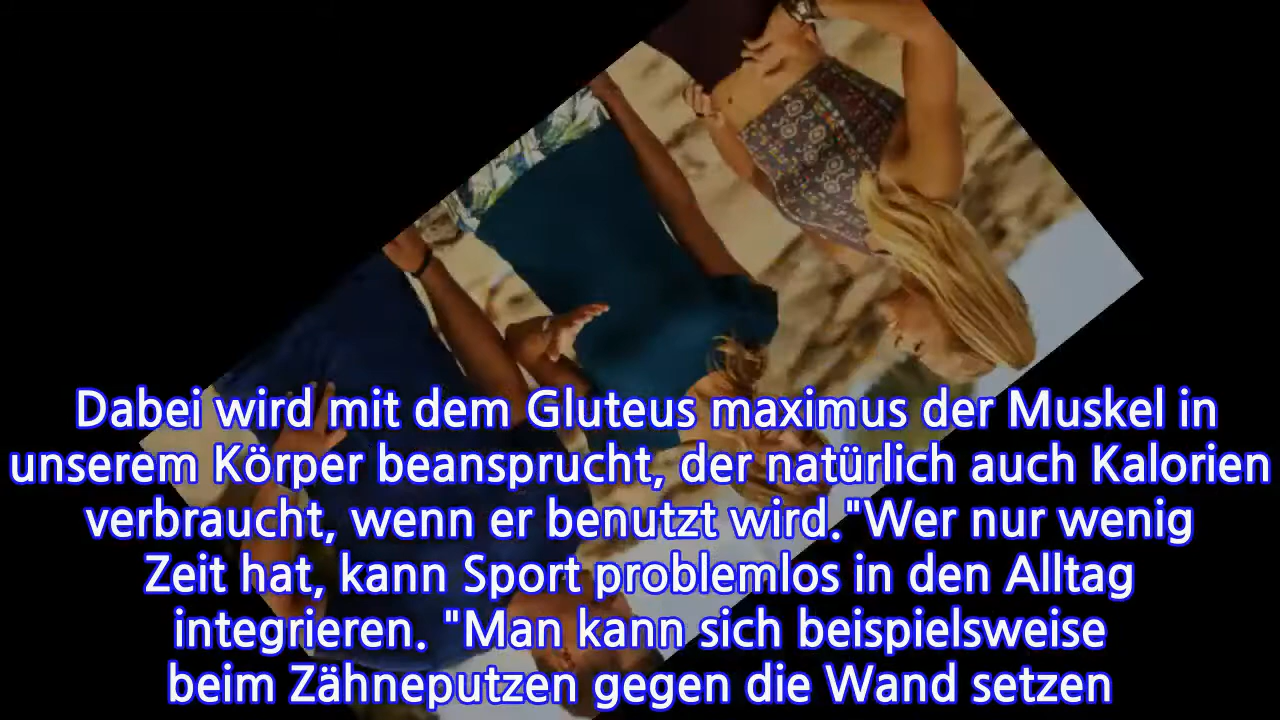 Dabei wird mit dem Gluteus maximus der Muskel in
unserem Körper beansprucht, der natürlich auch Kalorien
verbraucht, wenn er benutzt wird."Wer nur wenig
Zeit hat, kann Sport problemlos in den Alltag
integrieren. "Man kann sich beispielsweise
beim Zähneputzen gegen die Wand setzen